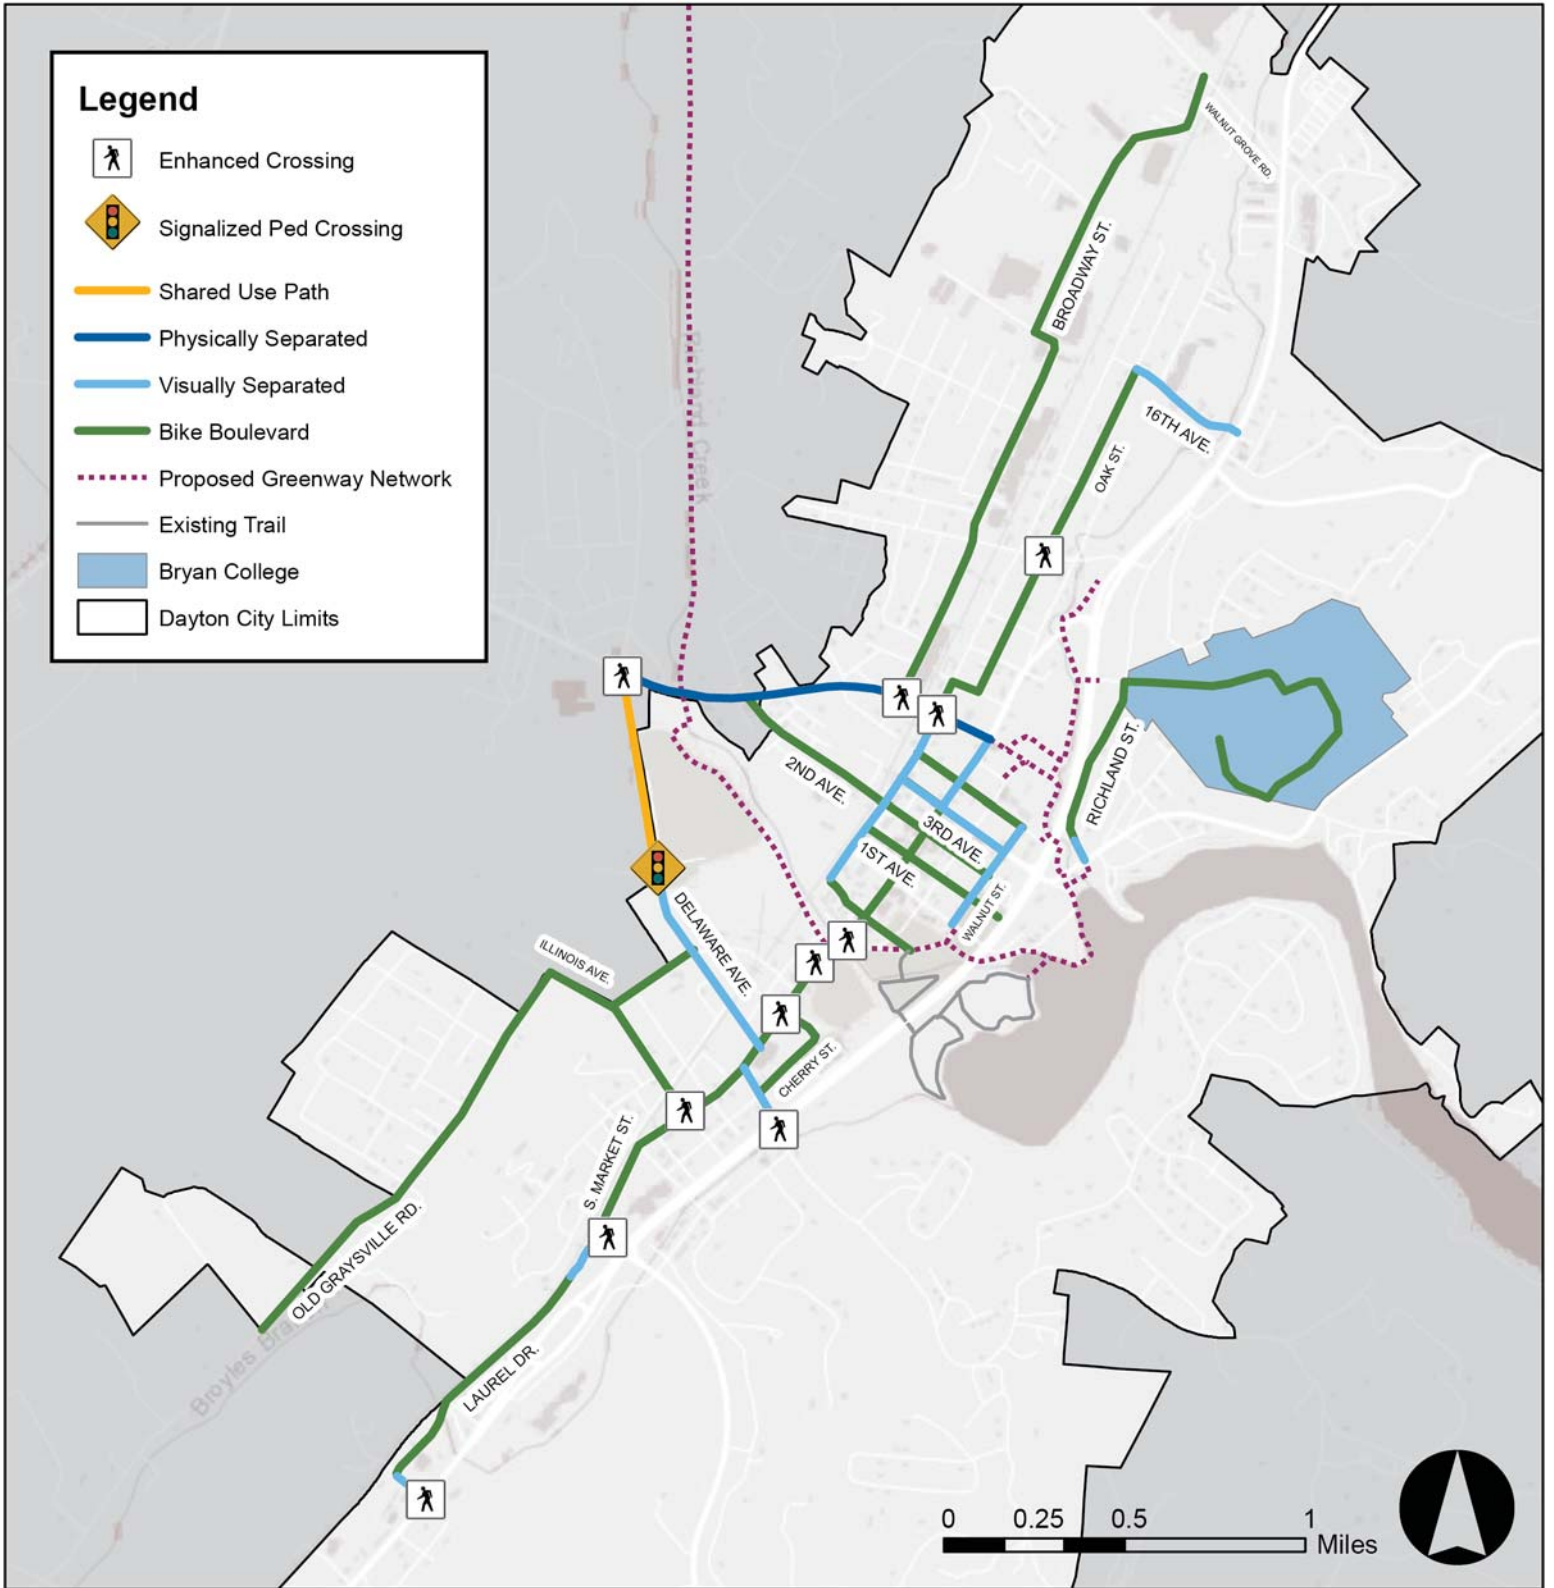 Legend
Enhanced Crossing
Signalized Ped Crossing
Shared Use Path
Physically Separated
Visually Separated
Bike Boulevard
Proposed Greenway Network
Existing Trail
Bryan College
Dayton City Limits
WALNUT GROVE RD.
BROADWAY ST.
16TH AVE.
OAK ST.
Creek
RICHLAND ST.
2ND AVE.
3RD AVE.
1ST AVE.
WALNUT ST.
DELAWARE AVE.
ILLINOIS AVE.
CHERRY ST.
S. MARKET ST.
OLD GRAYSVILLE RD.
Broyles Bra
LAUREL DR.
0 0.25 0.5 1
Miles